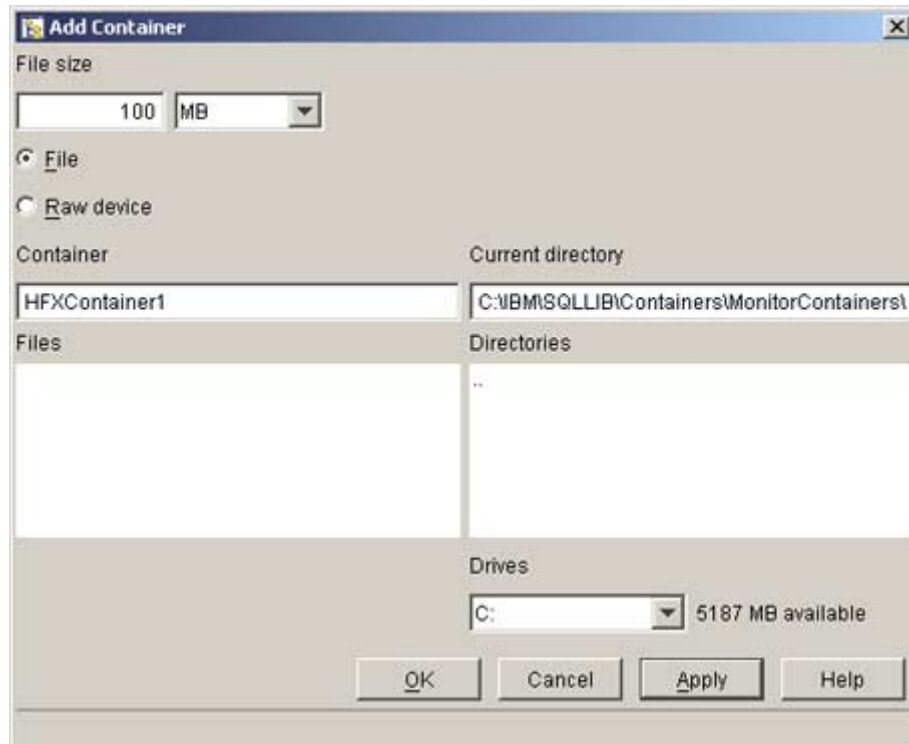 Add Container
File size
100 MB
File
Raw device
Container Current directory
HFXContainer1 C:\IBM\SQLLIB\Containers\MonitorContainers\
Files Directories
..
Drives
C: 5187 MB available
OK Cancel Apply Help